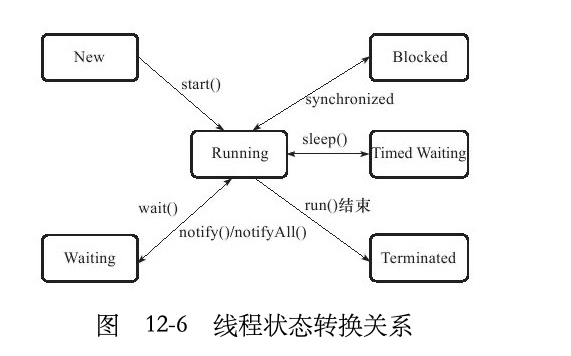 New
Blocked
start()
synchronized
Running
sleep()
Timed Waiting
wait()
run()结束
notify()/notifyAll()
Waiting
Terminated
图 12-6 线程状态转换关系